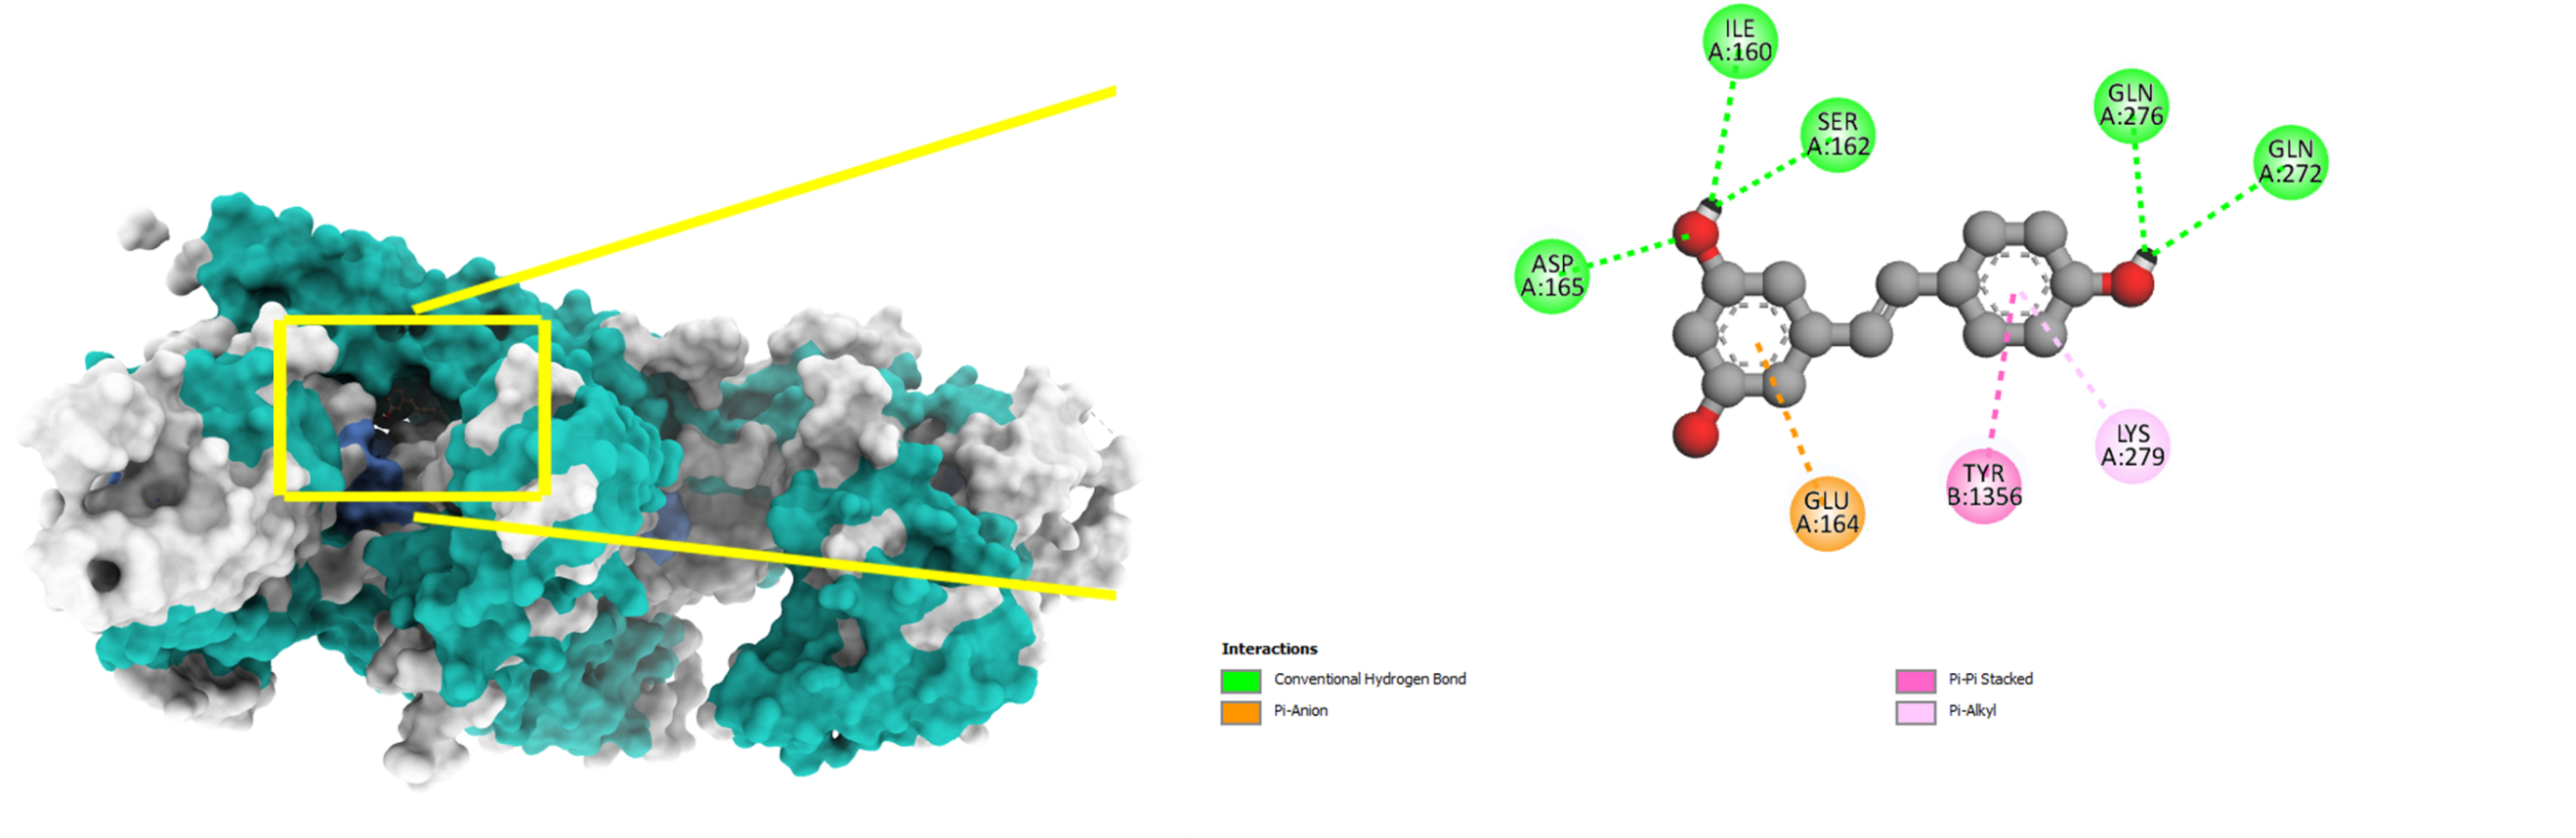 ILE
A:160
SER
A:162
GLN
A:276
GLN
A:272
ASP
A:165
LYS
A:279
TYR
B:1356
GLU
A:164
Interactions
Conventional Hydrogen Bond
Pi-Anion
Pi-Pi Stacked
Pi-Alkyl